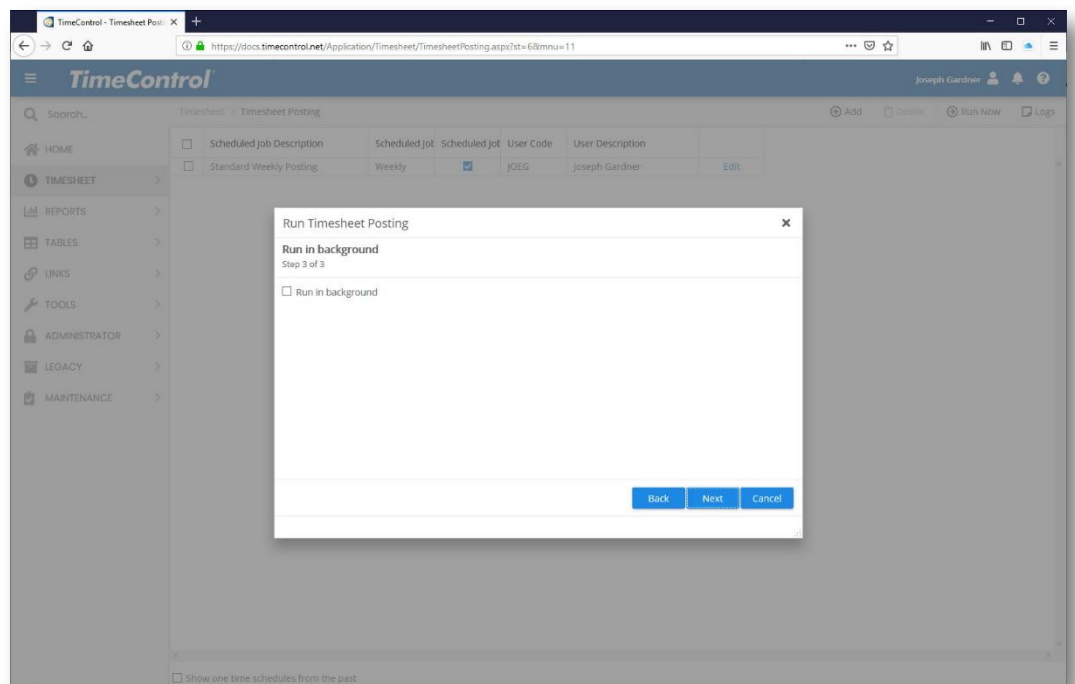 TimeControl - Timesheet Posti
https://docs.timecontrol.net/Application/Timesheet/TimesheetPosting.aspx?st=6&mnu=11
TimeControl
Joseph Gardner
Search...
Timesheet > Timesheet Posting
Add Delete Run Now Logs
HOME
TIMESHEET
REPORTS
TABLES
LINKS
TOOLS
ADMINISTRATOR
LEGACY
MAINTENANCE
Scheduled Job Description Scheduled Jot Scheduled Jot User Code User Description
Standard Weekly Posting Weekly JOEG Joseph Gardner Edit
Run Timesheet Posting
Run in background
Step 3 of 3
Run in background
Back Next Cancel
Show one time schedules from the past